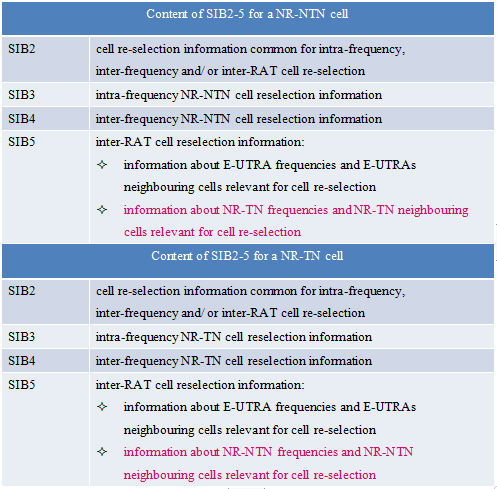 Content of SIB2-5 for a NR-NTN cell
SIB2 cell re-selection information common for intra-frequency,
inter-frequency and/ or inter-RAT cell re-selection
SIB3 intra-frequency NR-NTN cell reselection information
SIB4 inter-frequency NR-NTN cell reselection information
SIB5 inter-RAT cell reselection information:
information about E-UTRA frequencies and E-UTRAs
neighbouring cells relevant for cell re-selection
information about NR-TN frequencies and NR-TN neighbouring
cells relevant for cell re-selection
Content of SIB2-5 for a NR-TN cell
SIB2 cell re-selection information common for intra-frequency,
inter-frequency and/ or inter-RAT cell re-selection
SIB3 intra-frequency NR-TN cell reselection information
SIB4 inter-frequency NR-TN cell reselection information
SIB5 inter-RAT cell reselection information:
information about E-UTRA frequencies and E-UTRAs
neighbouring cells relevant for cell re-selection
information about NR-NTN frequencies and NR-NTN
neighbouring cells relevant for cell re-selection